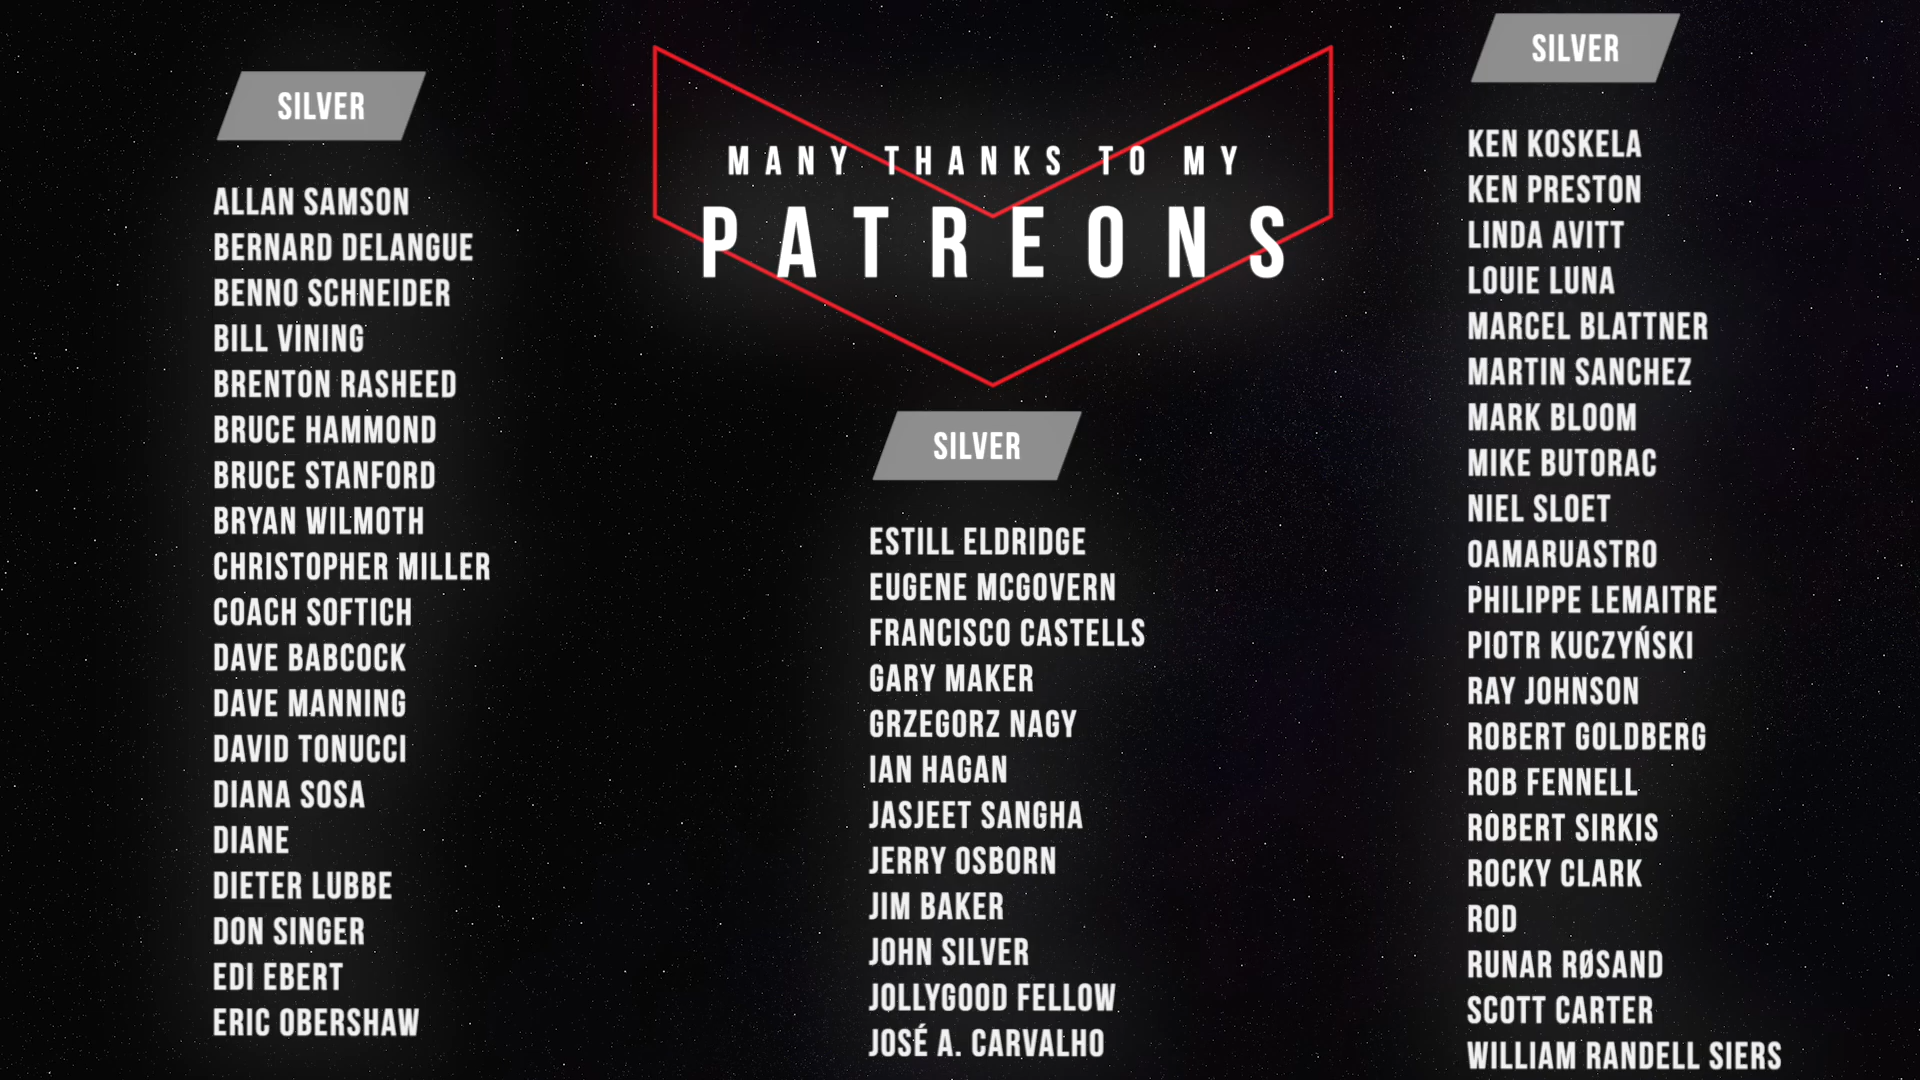 SILVER
ALLAN SAMSON
BERNARD DELANGUE
BENNO SCHNEIDER
BILL VINING
BRENTON RASHEED
BRUCE HAMMOND
BRUCE STANFORD
BRYAN WILMOTH
CHRISTOPHER MILLER
COACH SOFTICH
DAVE BABCOCK
DAVE MANNING
DAVID TONUCCI
DIANA SOSA
DIANE
DIETER LUBBE
DON SINGER
EDI EBERT
ERIC OBERSHAW
MANY THANKS TO MY
PATREONS
SILVER
ESTILL ELDRIDGE
EUGENE MCGOVERN
FRANCISCO CASTELLS
GARY MAKER
GRZEGORZ NAGY
IAN HAGAN
JASJEET SANGHA
JERRY OSBORN
JIM BAKER
JOHN SILVER
JOLLYGOOD FELLOW
JOSÉ A. CARVALHO
SILVER
KEN KOSKELA
KEN PRESTON
LINDA AVITT
LOUIE LUNA
MARCEL BLATTNER
MARTIN SANCHEZ
MARK BLOOM
MIKE BUTORAC
NIEL SLOET
OAMARUASTRO
PHILIPPE LEMAITRE
PIOTR KUCZYŃSKI
RAY JOHNSON
ROBERT GOLDBERG
ROB FENNELL
ROBERT SIRKIS
ROCKY CLARK
ROD
RUNAR RØSAND
SCOTT CARTER
WILLIAM RANDELL SIERS